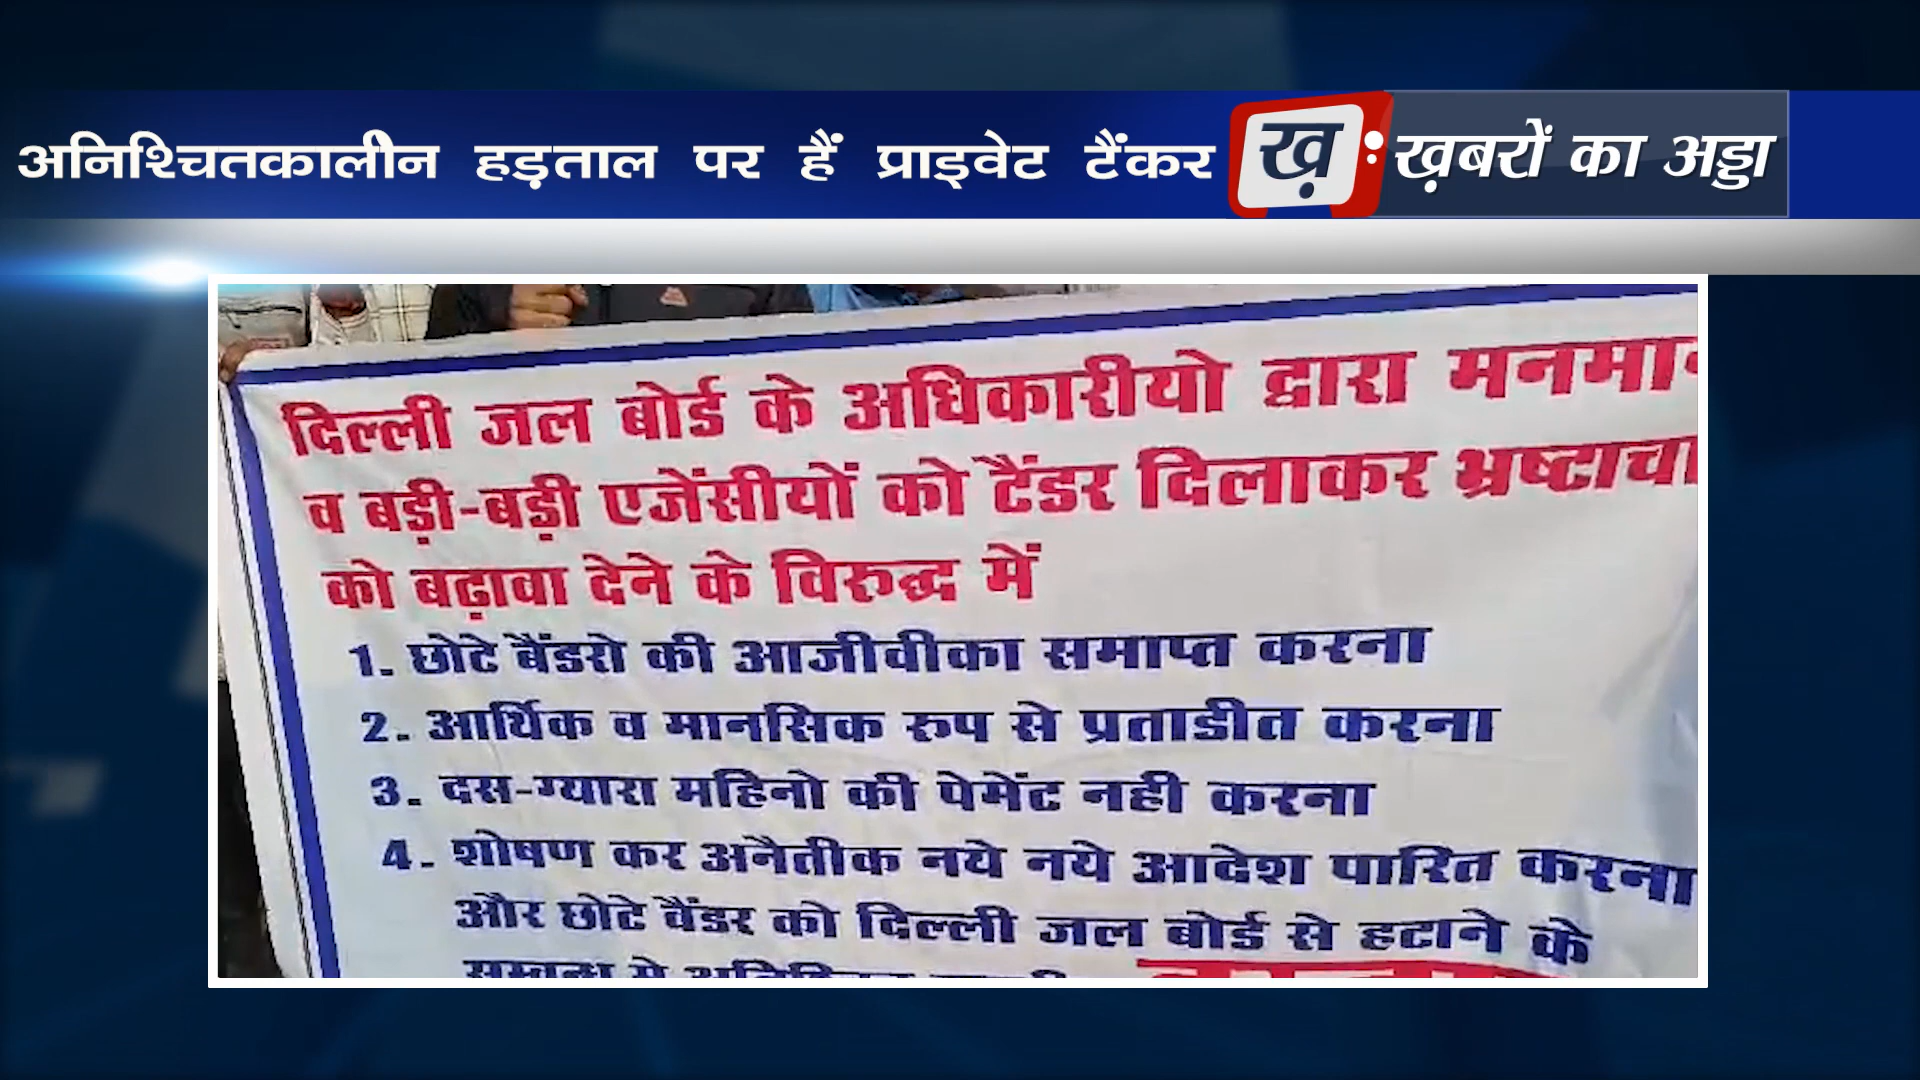 अनिश्चितकालीन हड़ताल पर हैं प्राइवेट टैंकर
ख़
ख़बरों का अड्डा
दिल्ली जल बोर्ड के अधिकारीयो द्वारा
व बड़ी-बड़ी एजेंसीयों को टैंडर दिलाकर
को बढ़ावा देने के विरुद्ध में
1. छोटे बैंडरो की आजीवीका समाप्त करना
2. आर्थिक व मानसिक रुप से प्रताडीत करना
3. दस-ग्यारा महिनो की पेमेंट नही करना
4. शोषण कर अनैतीक नये नये आदेश पारित करना
और छोटे वैंडर को दिल्ली जल बोर्ड से हटाने के